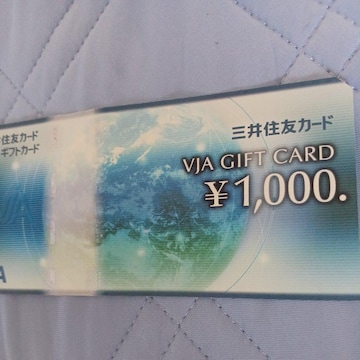 住友カード
ギフトカード
三井住友カード
VJA GIFT CARD
¥1,000.
A